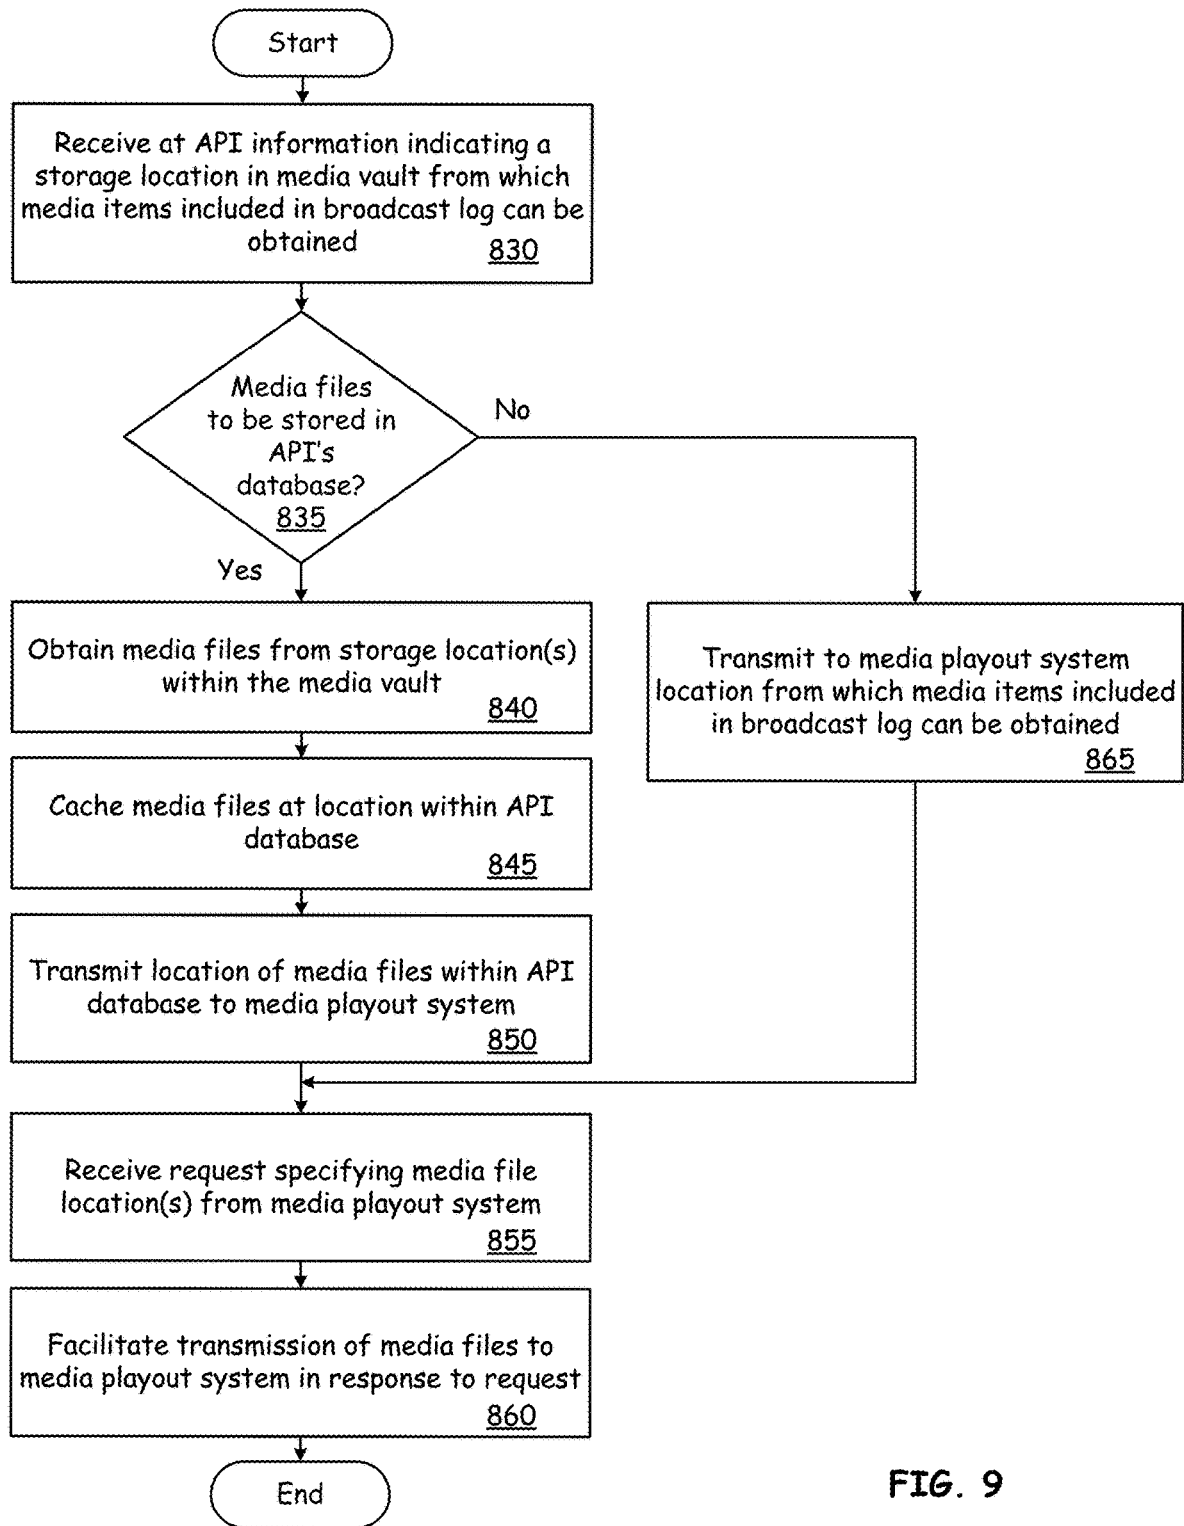 Start
Receive at API information indicating a
storage location in media vault from which
media items included in broadcast log can be
obtained
830
Media files
to be stored in
API's
database?
835
No
Yes
Obtain media files from storage location(s)
within the media vault
840
Transmit to media playout system
location from which media items included
in broadcast log can be obtained
865
Cache media files at location within API
database
845
Transmit location of media files within API
database to media playout system
850
Receive request specifying media file
location(s) from media playout system
855
Facilitate transmission of media files to
media playout system in response to request
860
End
FIG. 9